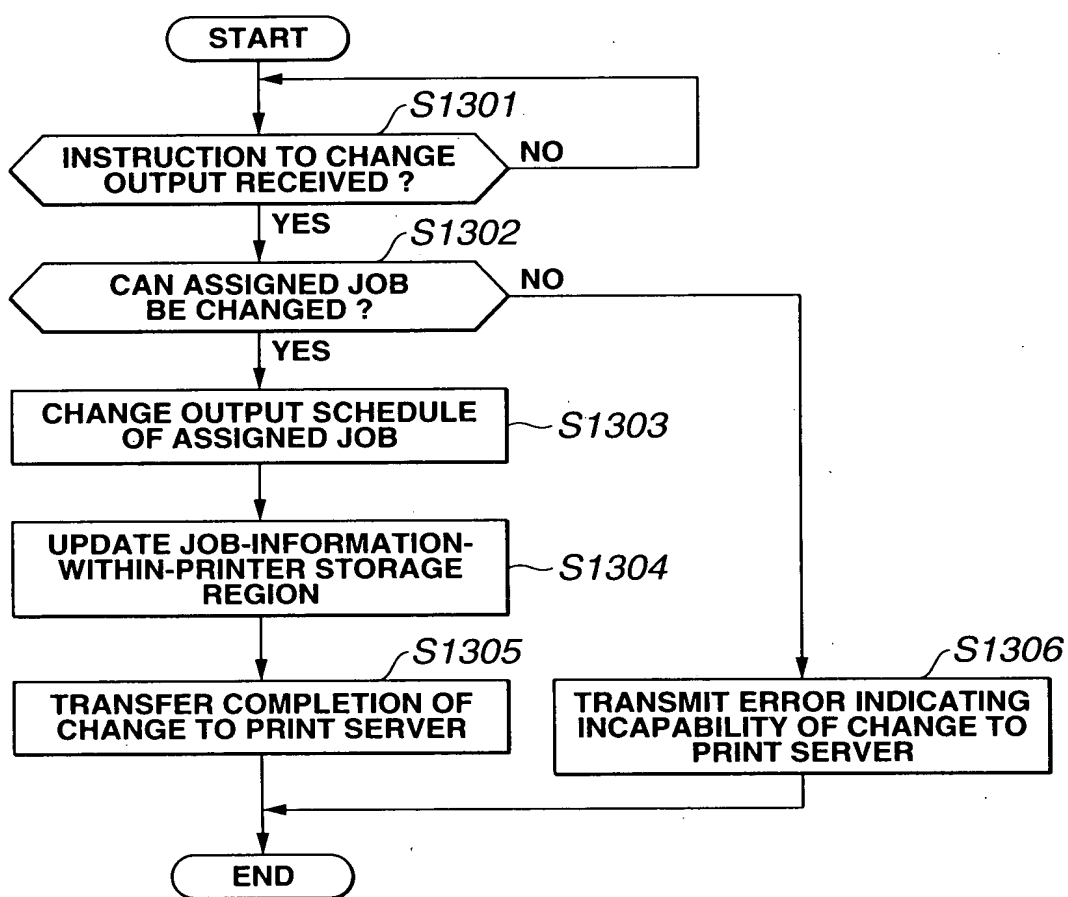 START
S1301
INSTRUCTION TO CHANGE
OUTPUT RECEIVED ?
NO
YES
S1302
CAN ASSIGNED JOB
BE CHANGED ?
NO
YES
CHANGE OUTPUT SCHEDULE
OF ASSIGNED JOB
S1303
UPDATE JOB-INFORMATION-
WITHIN-PRINTER STORAGE
REGION
S1304
S1305
TRANSFER COMPLETION OF
CHANGE TO PRINT SERVER
S1306
TRANSMIT ERROR INDICATING
INCAPABILITY OF CHANGE TO
PRINT SERVER
END